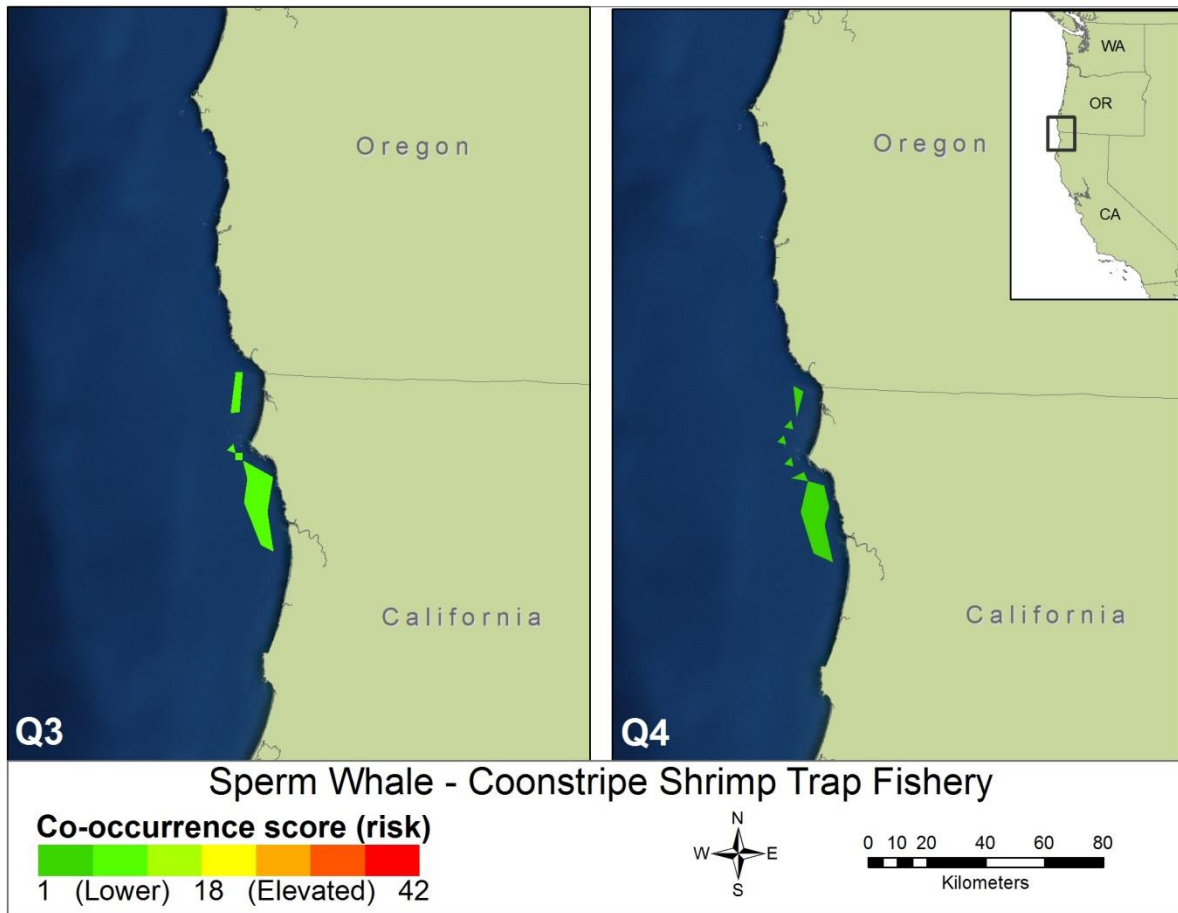 Oregon
California
Q3
Oregon
California
Q4
WA
OR
CA
Sperm Whale - Coonstripe Shrimp Trap Fishery
Co-occurrence score (risk)
1 (Lower) 18 (Elevated) 42
N
W E
S
0 10 20 40 60 80
Kilometers